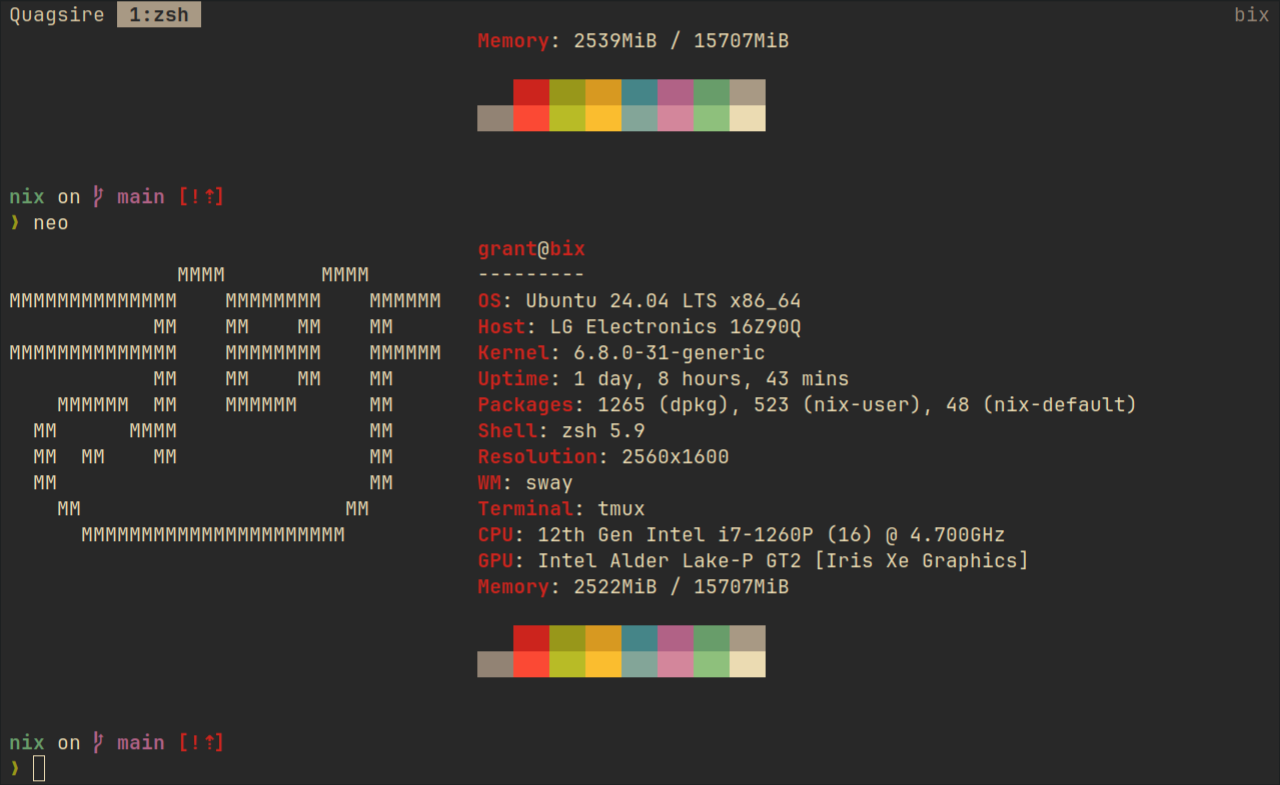 Quagsire 1:zsh bix
Memory: 2539MiB / 15707MiB
nix on main [!⇡]
❯ neo
grant@bix
MMMM MMMM ---------
MMMMMMMMMMMMMM MMMMMMMM MMMMMM OS: Ubuntu 24.04 LTS x86_64
MM MM MM MM Host: LG Electronics 16Z90Q
MMMMMMMMMMMMMM MMMMMMMM MMMMMM Kernel: 6.8.0-31-generic
MM MM MM MM Uptime: 1 day, 8 hours, 43 mins
MMMMMM MM MMMMMM MM Packages: 1265 (dpkg), 523 (nix-user), 48 (nix-default)
MM MMMM MM Shell: zsh 5.9
MM MM MM MM Resolution: 2560x1600
MM MM WM: sway
MM MM Terminal: tmux
MMMMMMMMMMMMMMMMMMMMMM CPU: 12th Gen Intel i7-1260P (16) @ 4.700GHz
GPU: Intel Alder Lake-P GT2 [Iris Xe Graphics]
Memory: 2522MiB / 15707MiB
nix on main [!⇡]
❯